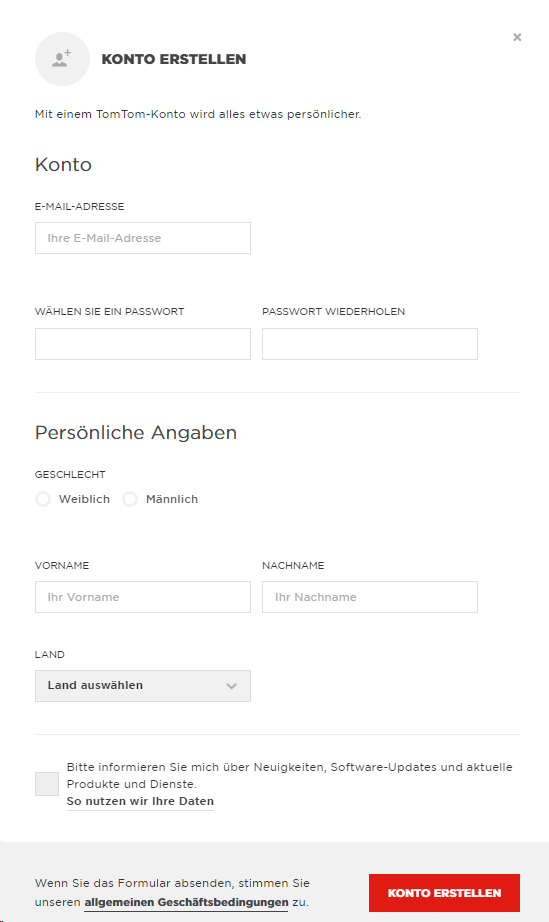 KONTO ERSTELLEN
Mit einem TomTom-Konto wird alles etwas persönlicher.
Konto
E-MAIL-ADRESSE
Ihre E-Mail-Adresse
WÄHLEN SIE EIN PASSWORT PASSWORT WIEDERHOLEN
Persönliche Angaben
GESCHLECHT
Weiblich Männlich
VORNAME NACHNAME
Ihr Vorname Ihr Nachname
LAND
Land auswählen
Bitte informieren Sie mich über Neuigkeiten, Software-Updates und aktuelle
Produkte und Dienste.
So nutzen wir Ihre Daten
Wenn Sie das Formular absenden, stimmen Sie
unseren allgemeinen Geschäftsbedingungen zu.
KONTO ERSTELLEN